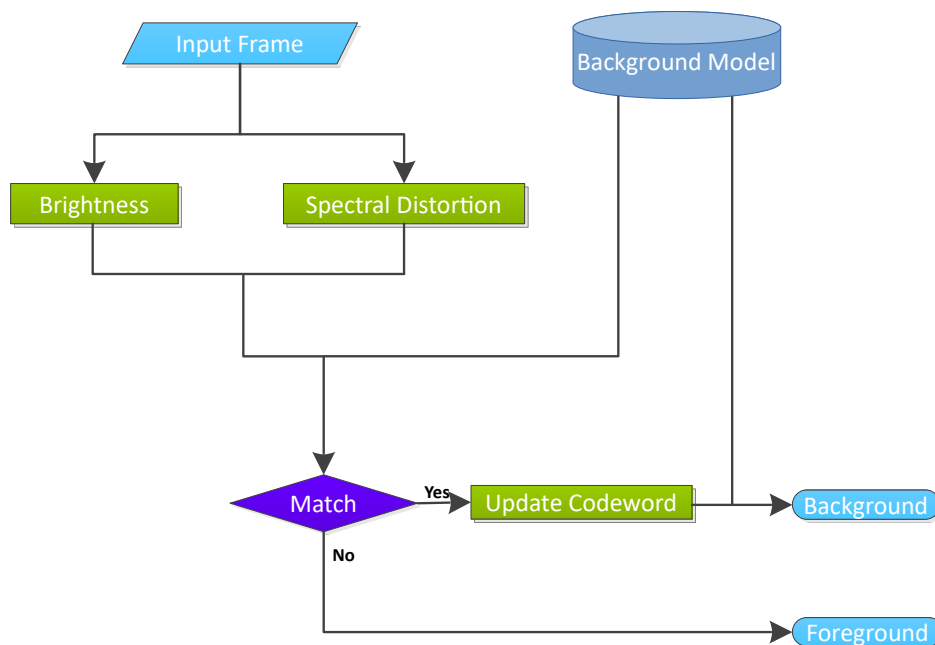 Input Frame
Background Model
Brightness
Spectral Distortion
Match
Yes
Update Codeword
Background
No
Foreground